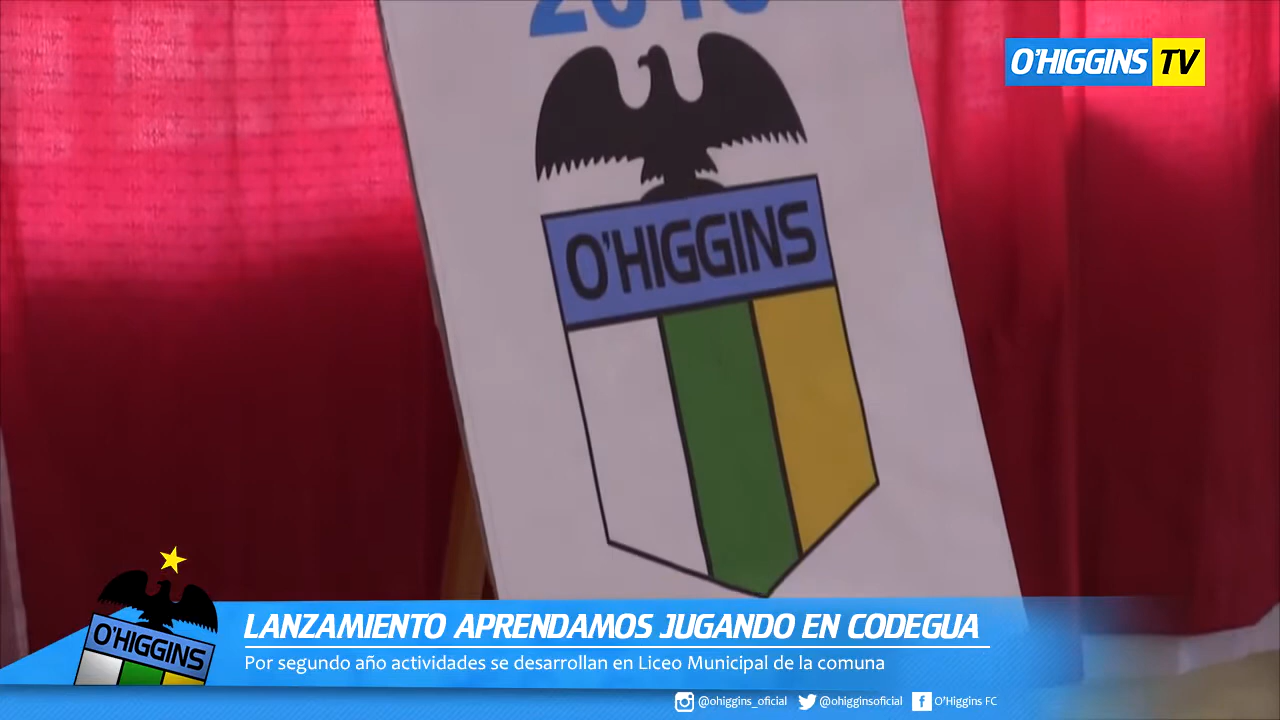 O'HIGGINS TV
O'HIGGINS
O'HIGGINS
LANZAMIENTO APRENDAMOS JUGANDO EN CODEGUA
Por segundo año actividades se desarrollan en Liceo Municipal de la comuna
@ohiggins_oficial @ohigginsoficial O'Higgins FC